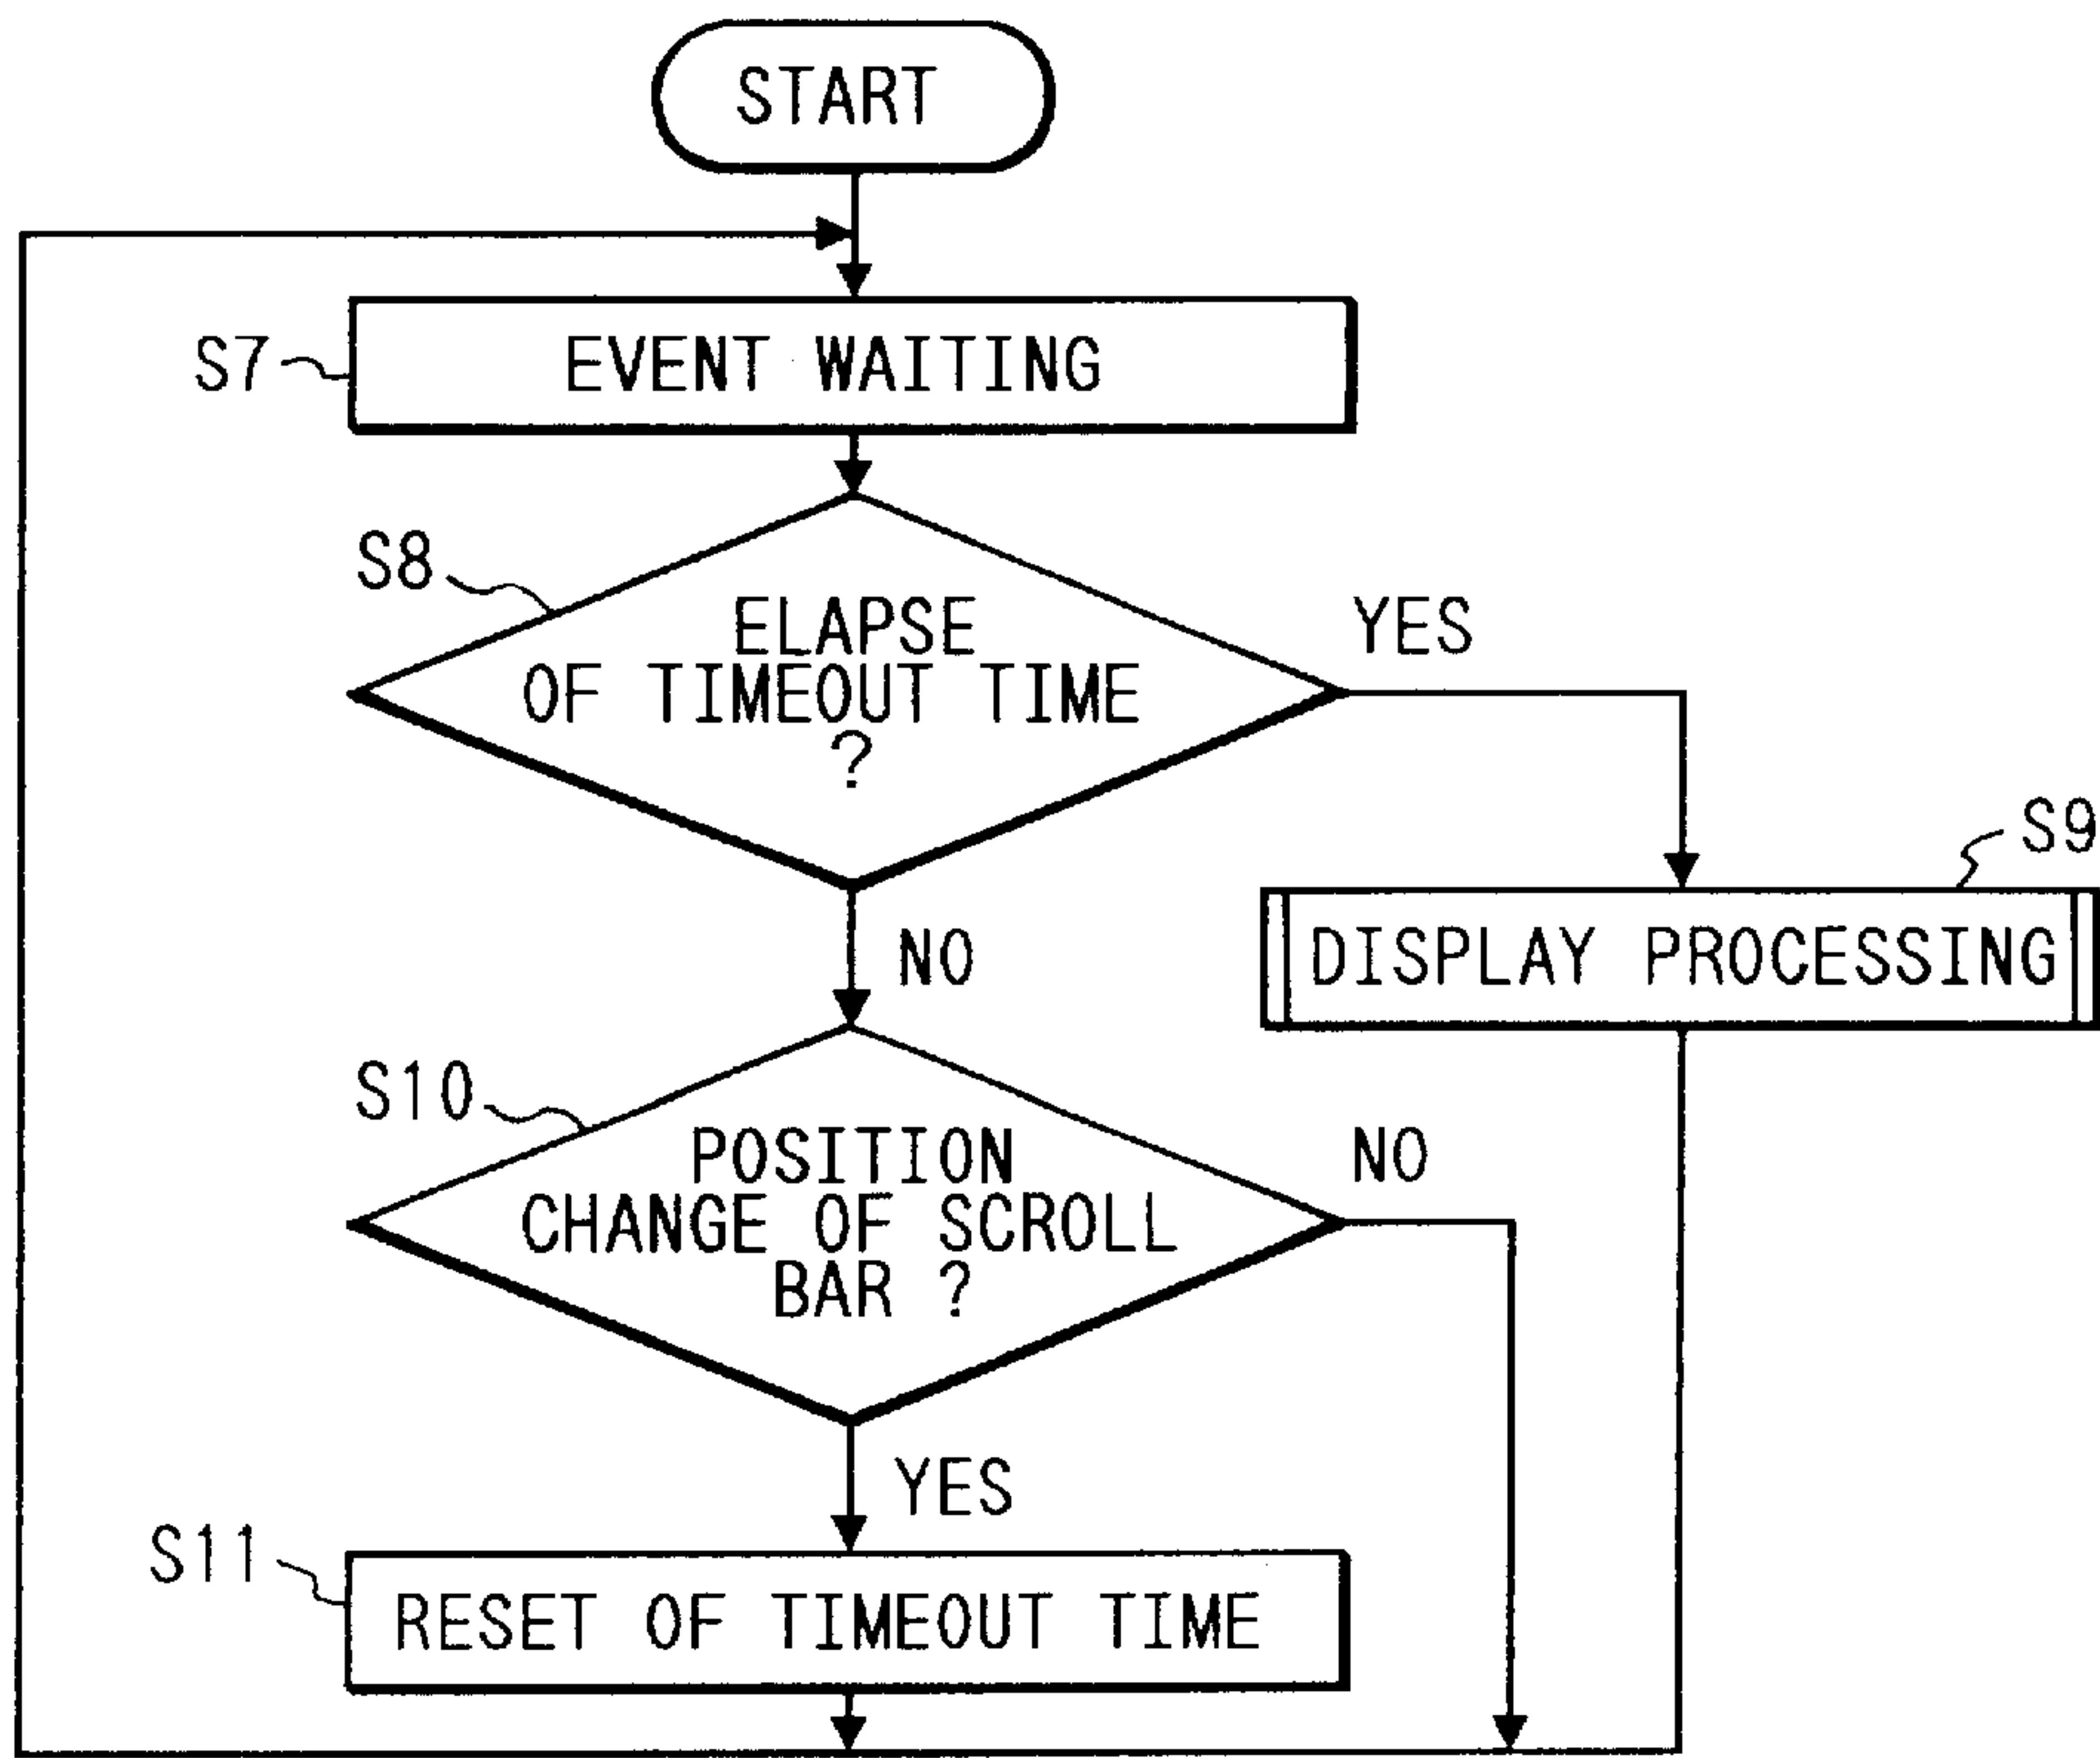 START
S7
EVENT WAITING
S8
ELAPSE
OF TIMEOUT TIME
?
YES
S9
NO
DISPLAY PROCESSING
S10
POSITION
CHANGE OF SCROLL
BAR ?
NO
YES
S11
RESET OF TIMEOUT TIME